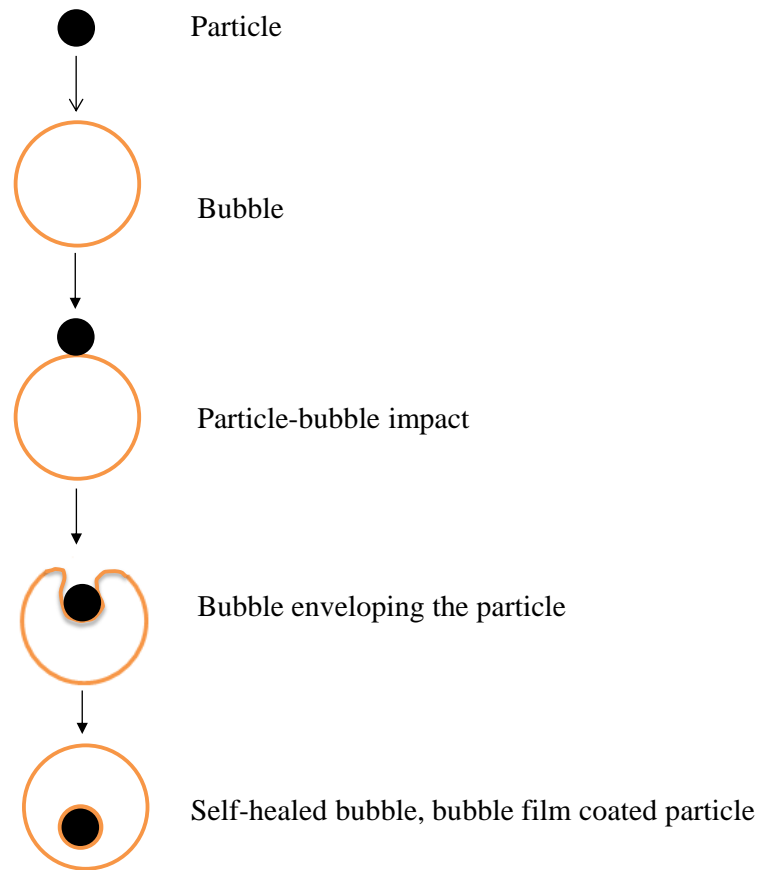 Particle
Bubble
Particle-bubble impact
Bubble enveloping the particle
Self-healed bubble, bubble film coated particle